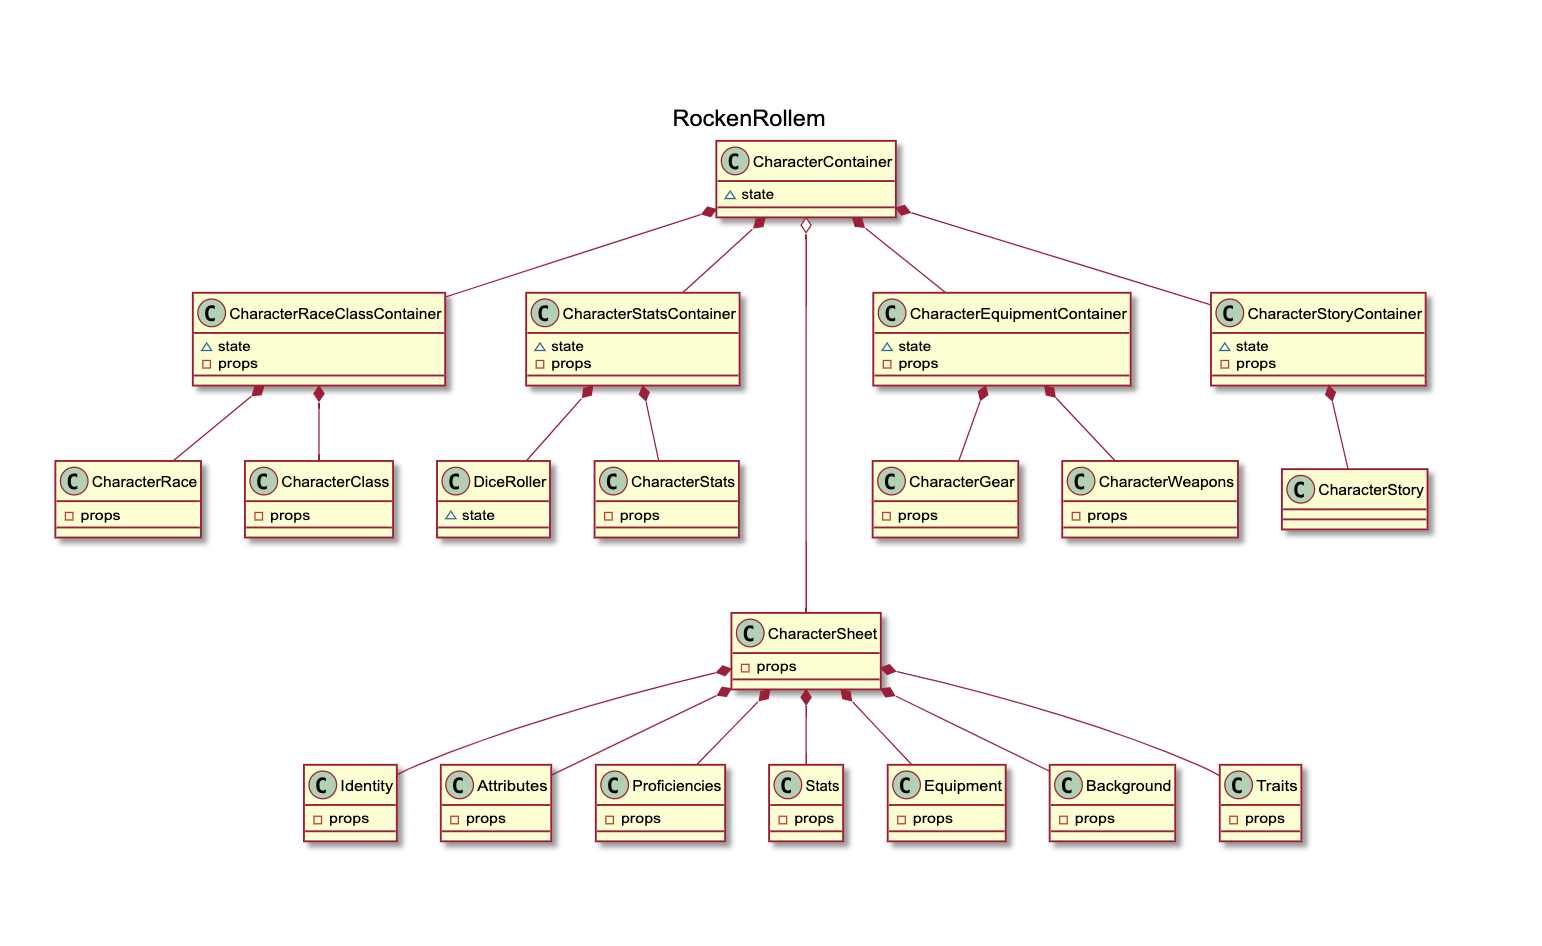 RockenRollem
C CharacterContainer
state
C CharacterRaceClassContainer
state
props
C CharacterStatsContainer
state
props
C CharacterEquipmentContainer
state
props
C CharacterStoryContainer
state
props
C CharacterRace
props
C CharacterClass
props
C DiceRoller
state
C CharacterStats
props
C CharacterGear
props
C CharacterWeapons
props
C CharacterStory
C CharacterSheet
props
C Identity
props
C Attributes
props
C Proficiencies
props
C Stats
props
C Equipment
props
C Background
props
C Traits
props